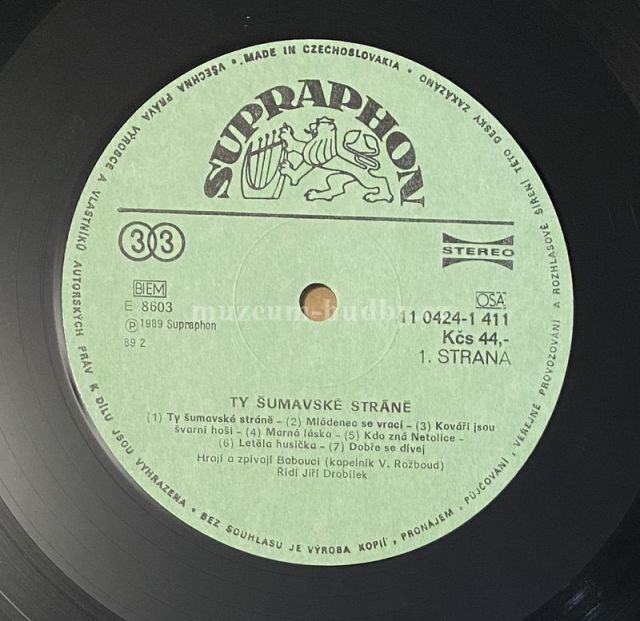 VŠECHNA PRÁVA VÝROBCE A VLASTNÍKŮ AUTORSKÝCH PRÁV K DÍLU JSOU VYHRAZENA • BEZ SOUHLASU JE VÝROBA KOPIÍ, PRONÁJEM, PŮJČOVÁNÍ, VEŘEJNÉ PROVOZOVÁNÍ A ROZHLASOVÉ ŠÍŘENÍ TÉTO DESKY ZAKÁZÁNO • MADE IN CZECHOSLOVAKIA •
SUPRAPHON
33
STEREO
BIEM
OSA
E 8603
muzeum-hudby.cz
11 0424-1 411
℗ 1989 Supraphon
Kčs 44,-
89 2
1. STRANA
TY ŠUMAVSKÉ STRÁNĚ
(1) Ty šumavské stráně – (2) Mládenec se vrací – (3) Kováři jsou
švarní hoši – (4) Marná láska – (5) Kdo zná Netolice –
(6) Letěla husička – (7) Dobře se dívej
Hrají a zpívají Babouci (kapelník V. Rožboud)
Řídí Jiří Drobílek